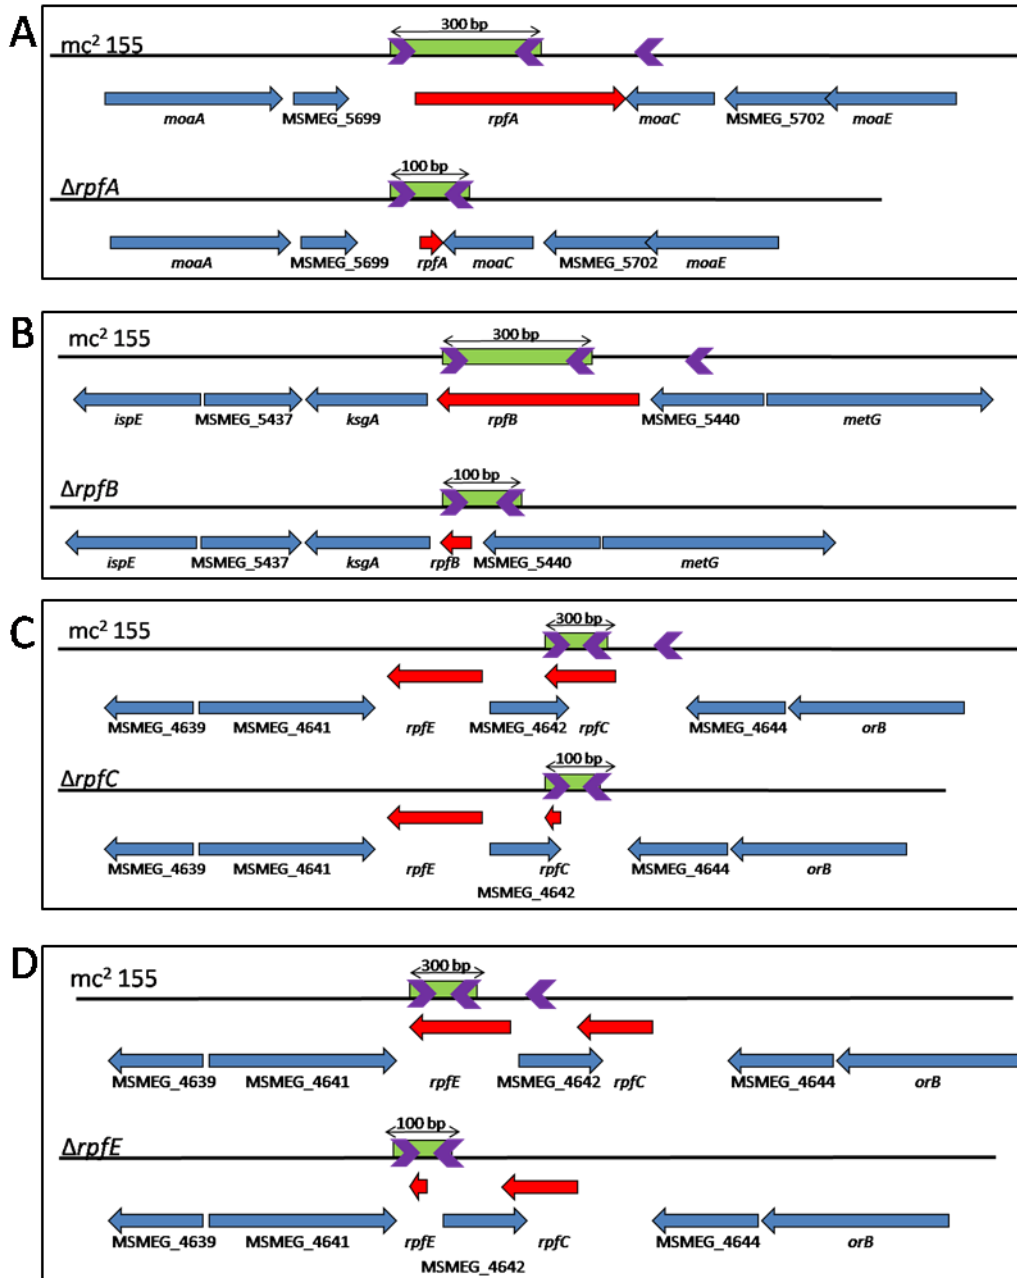 A
mc² 155
300 bp
moaA MSMEG_5699 rpfA moaC MSMEG_5702 moaE
ΔrpfA
100 bp
moaA MSMEG_5699 rpfA moaC MSMEG_5702 moaE
B
mc² 155
300 bp
ispE MSMEG_5437 ksgA rpfB MSMEG_5440 metG
ΔrpfB
100 bp
ispE MSMEG_5437 ksgA rpfB MSMEG_5440 metG
C
mc² 155
300 bp
MSMEG_4639 MSMEG_4641 rpfE MSMEG_4642 rpfC MSMEG_4644 orB
ΔrpfC
100 bp
MSMEG_4639 MSMEG_4641 rpfE rpfC MSMEG_4644 orB
MSMEG_4642
D
mc² 155
300 bp
MSMEG_4639 MSMEG_4641 rpfE MSMEG_4642 rpfC MSMEG_4644 orB
ΔrpfE
100 bp
MSMEG_4639 MSMEG_4641 rpfE rpfC MSMEG_4644 orB
MSMEG_4642